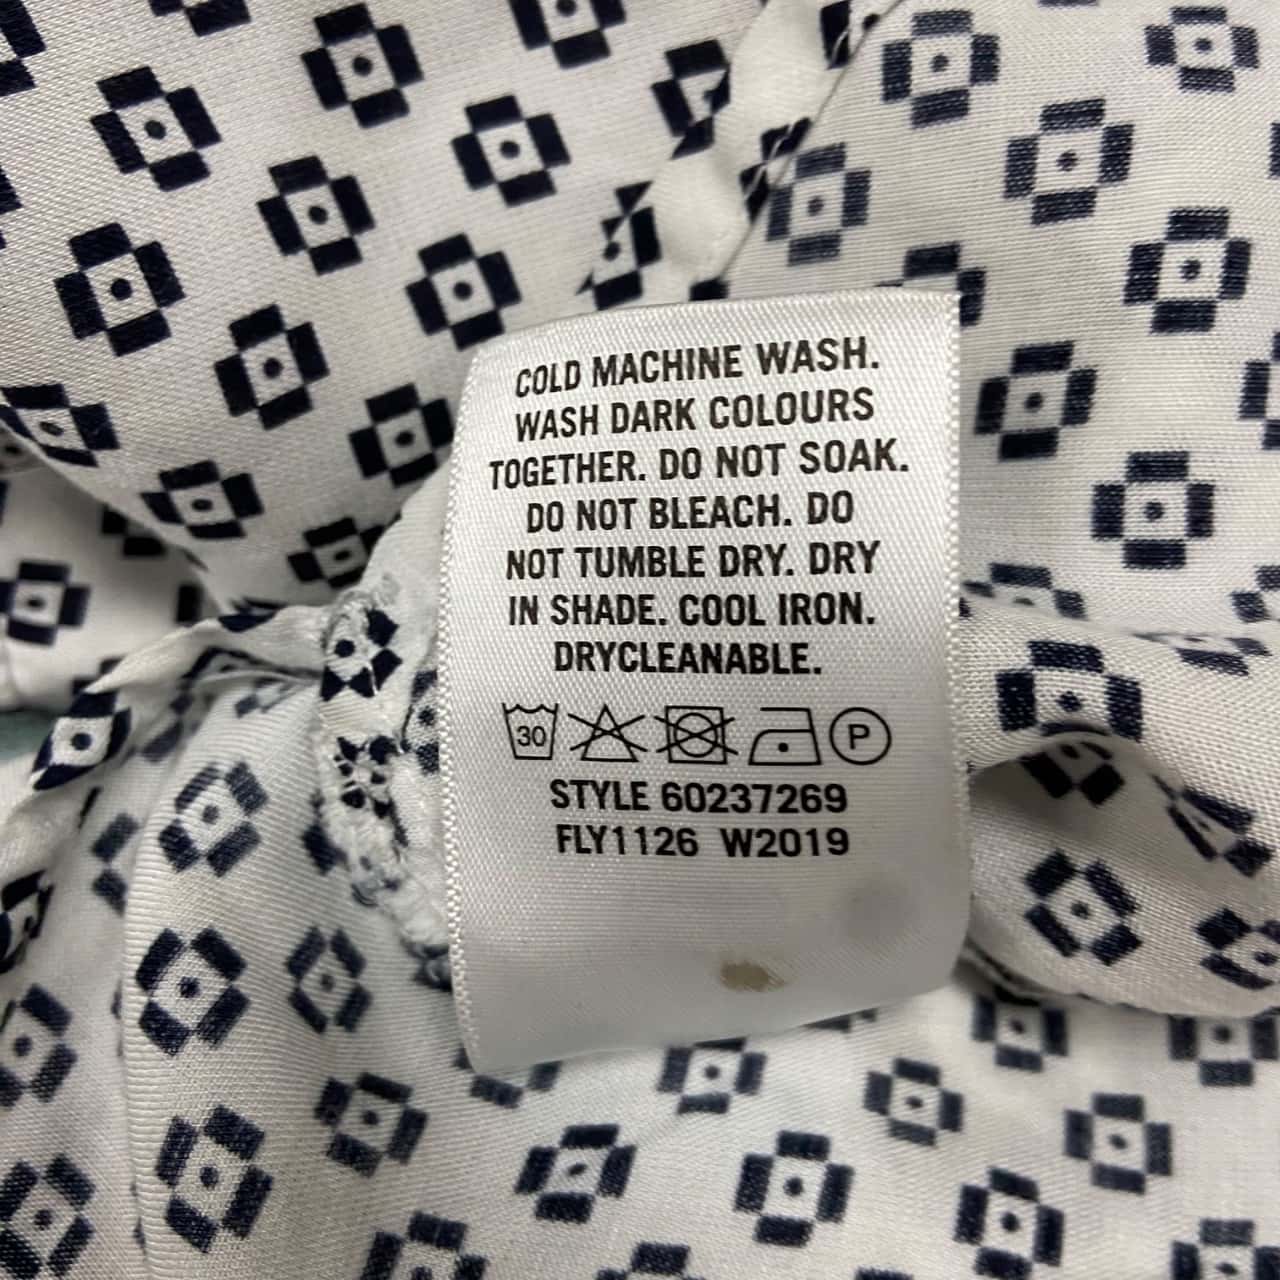 COLD MACHINE WASH.
WASH DARK COLOURS
TOGETHER. DO NOT SOAK.
DO NOT BLEACH. DO
NOT TUMBLE DRY. DRY
IN SHADE. COOL IRON.
DRYCLEANABLE.
30 P
STYLE 60237269
FLY1126 W2019